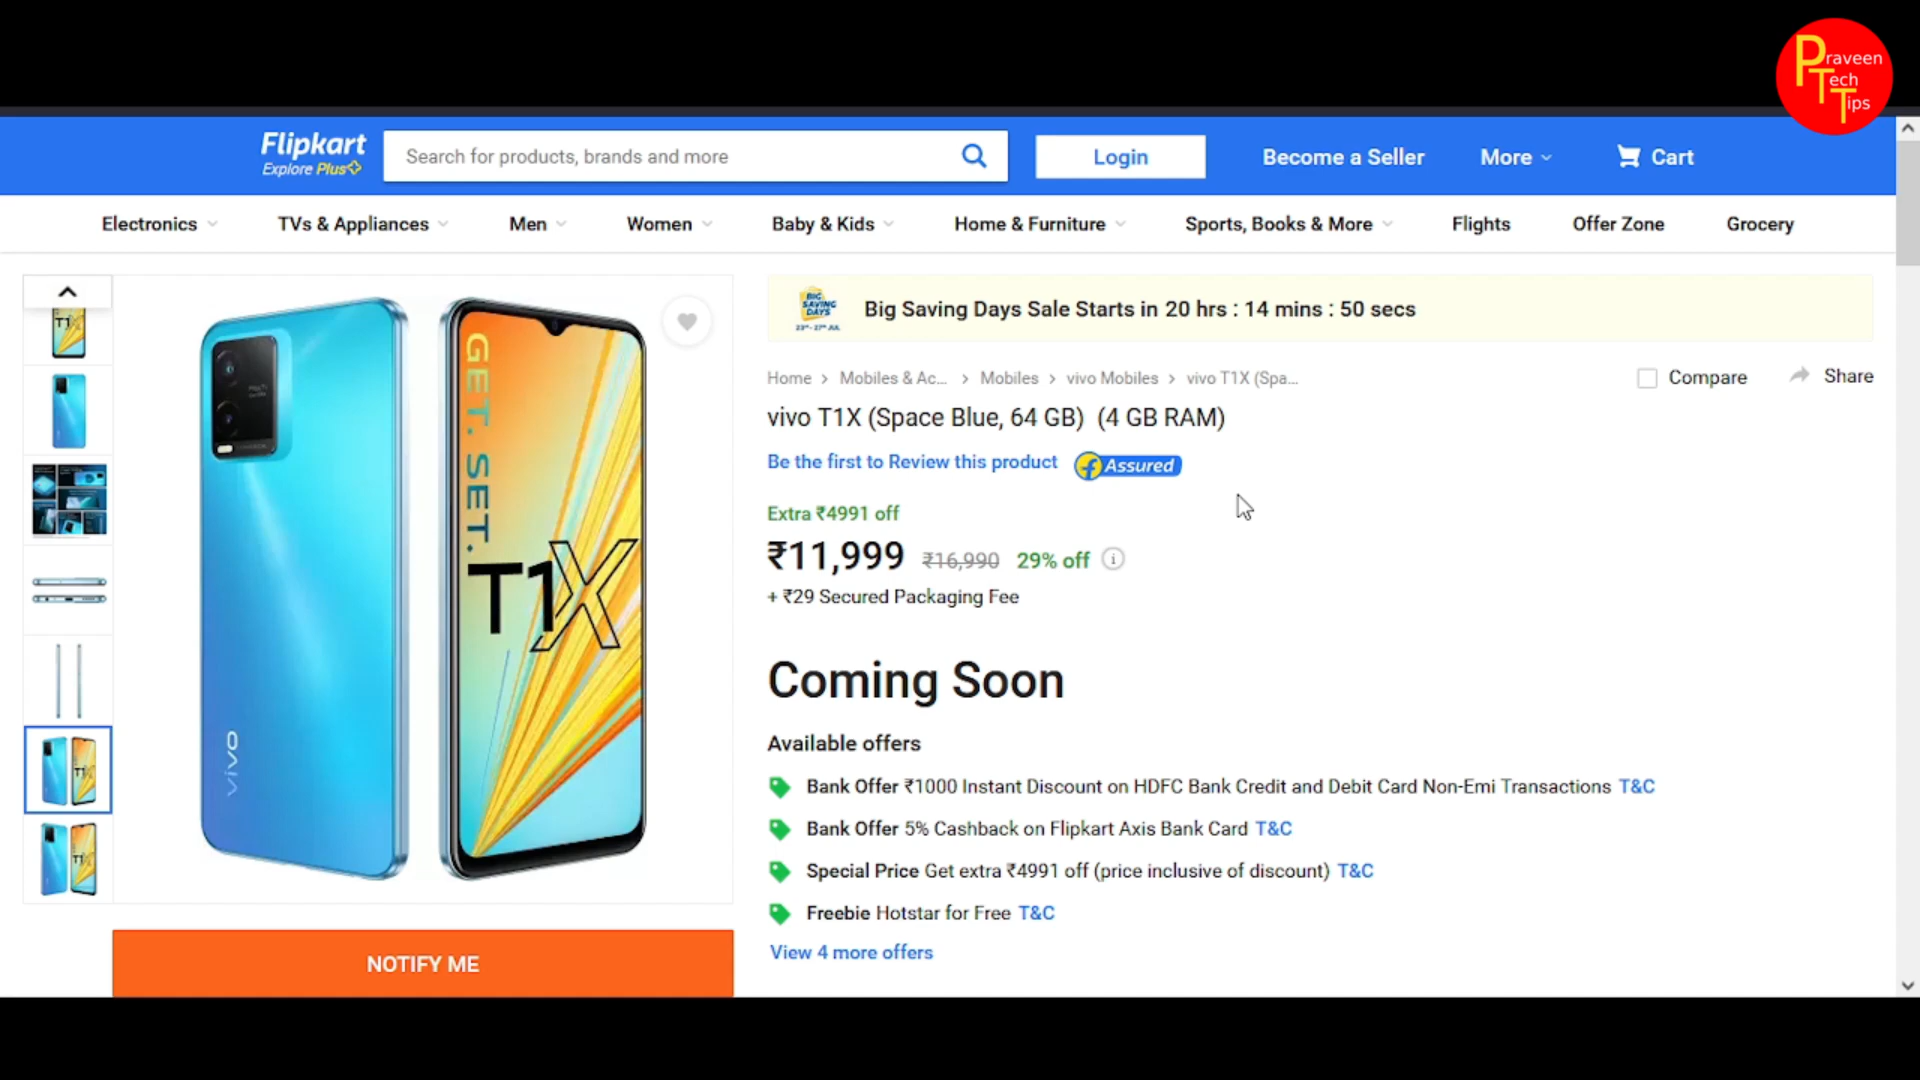 Praveen
Tech
Tips
Flipkart
Explore Plus
Search for products, brands and more
Login
Become a Seller
More
Cart
Electronics
TVs & Appliances
Men
Women
Baby & Kids
Home & Furniture
Sports, Books & More
Flights
Offer Zone
Grocery
BIG
SAVING
DAYS
Big Saving Days Sale Starts in 20 hrs : 14 mins : 50 secs
Home > Mobiles & Ac... > Mobiles > vivo Mobiles > vivo T1X (Spa...
Compare
Share
vivo T1X (Space Blue, 64 GB) (4 GB RAM)
Be the first to Review this product
Assured
Extra ₹4991 off
₹11,999 ₹16,990 29% off
+ ₹29 Secured Packaging Fee
Coming Soon
Available offers
Bank Offer ₹1000 Instant Discount on HDFC Bank Credit and Debit Card Non-Emi Transactions T&C
Bank Offer 5% Cashback on Flipkart Axis Bank Card T&C
Special Price Get extra ₹4991 off (price inclusive of discount) T&C
Freebie Hotstar for Free T&C
View 4 more offers
GET. SET.
T1X
vivo
NOTIFY ME